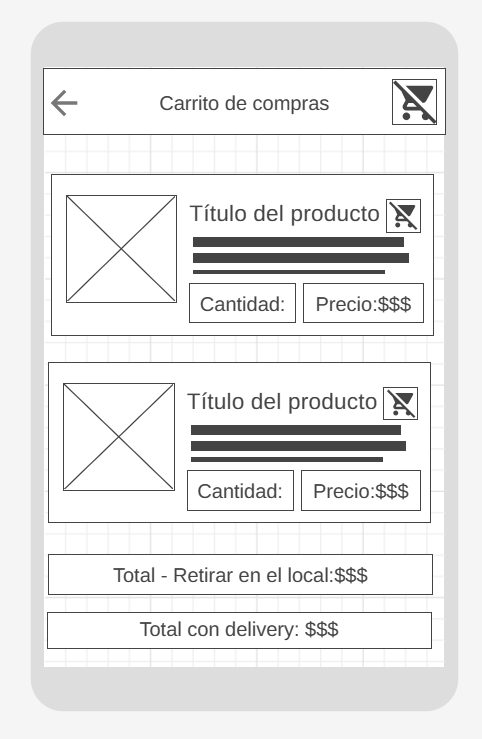 Carrito de compras
Título del producto
Cantidad:
Precio:$$$
Título del producto
Cantidad:
Precio:$$$
Total - Retirar en el local:$$$
Total con delivery: $$$